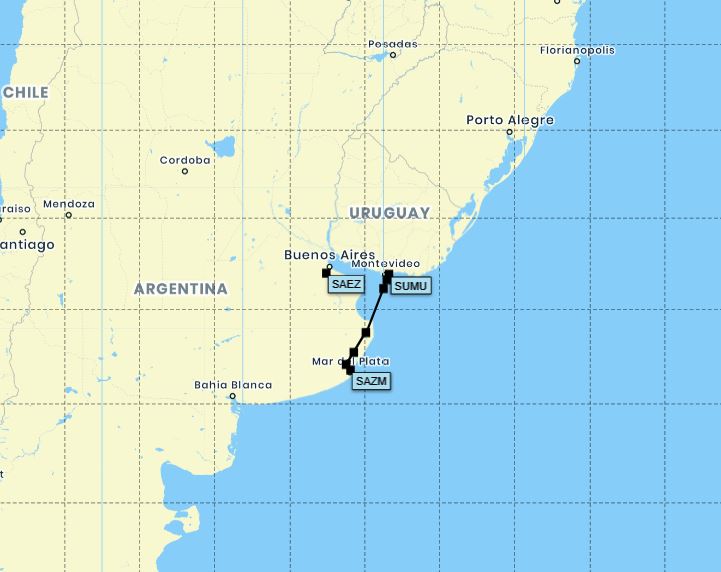 Posadas
Florianopolis
CHILE
Porto Alegre
Cordoba
Mendoza
raiso
URUGUAY
antiago
Buenos Aires
Montevideo
SAEZ
SUMU
ARGENTINA
Mar del Plata
SAZM
Bahia Blanca
t